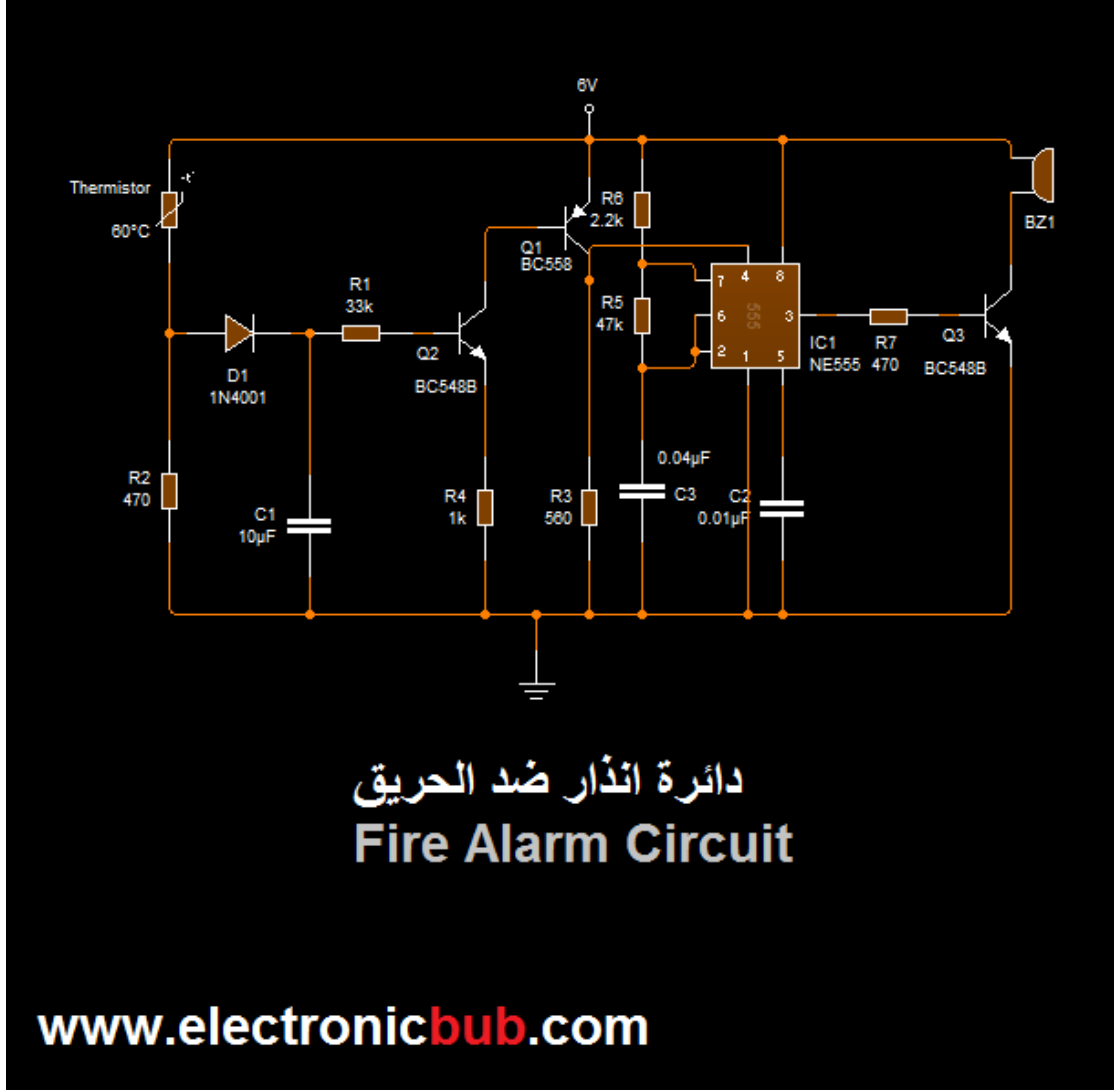 6V
-t°
Thermistor
60°C
R6
2.2k
BZ1
Q1
BC558
7
4
8
R1
33k
R5
47k
6
555
3
2
1
5
IC1
NE555
R7
470
Q3
BC548B
Q2
BC548B
D1
1N4001
0.04µF
R2
470
C1
10µF
R4
1k
R3
560
C3
C2
0.01µF
دائرة انذار ضد الحريق
Fire Alarm Circuit
www.electronicbub.com